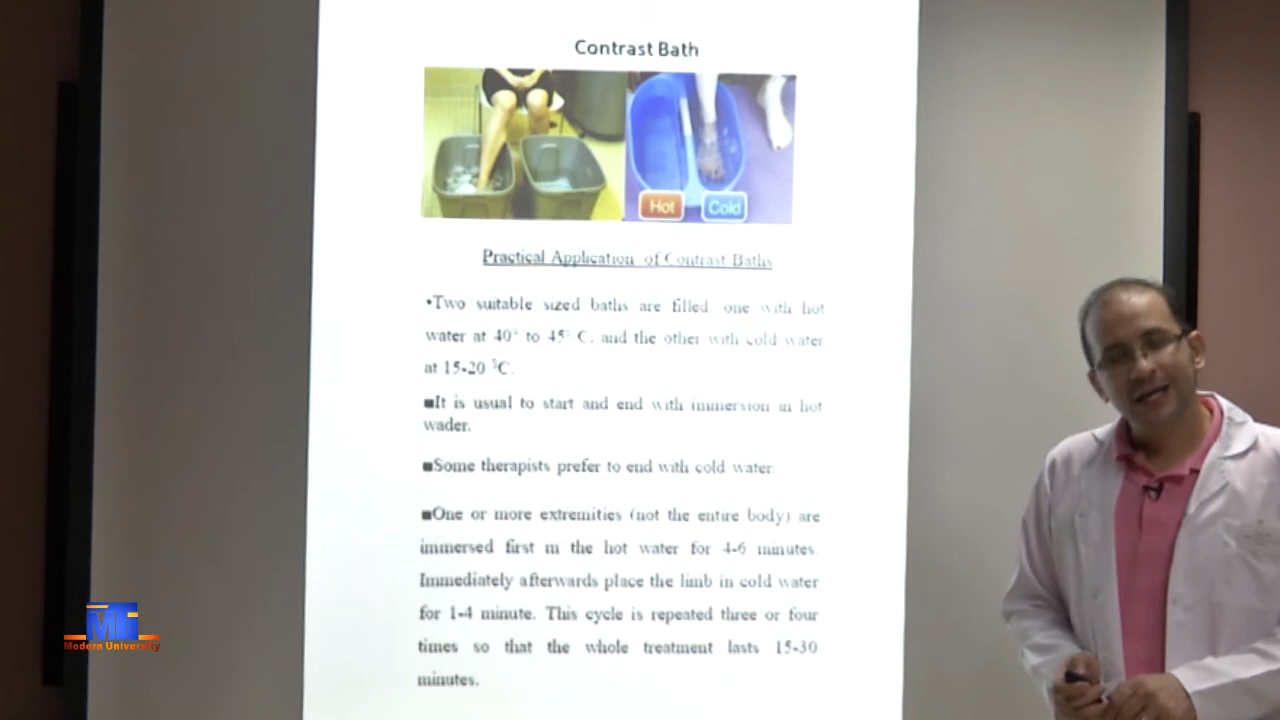 Contrast Bath
Hot
Cold
Practical Application of Contrast Baths
•Two suitable sized baths are filled, one with hot
water at 40° to 45° C, and the other with cold water
at 15-20 °C.
■It is usual to start and end with immersion in hot
wader.
■Some therapists prefer to end with cold water.
■One or more extremities (not the entire body) are
immersed first in the hot water for 4-6 minutes.
Immediately afterwards place the limb in cold water
for 1-4 minute. This cycle is repeated three or four
times so that the whole treatment lasts 15-30
minutes.
MTI
Modern University